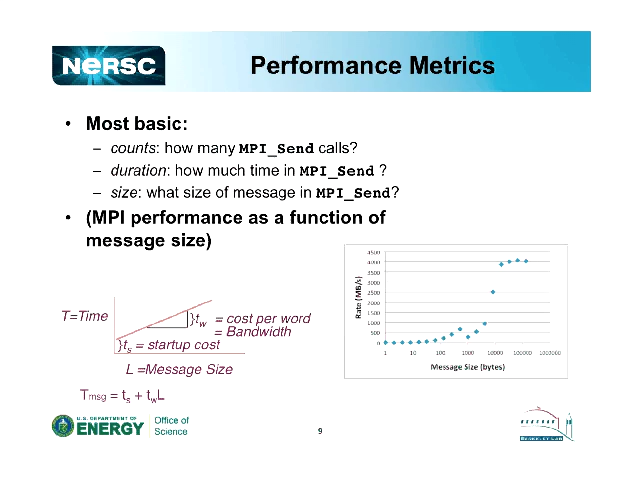 NERSC
Performance Metrics
• Most basic:
– counts: how many MPI_Send calls?
– duration: how much time in MPI_Send ?
– size: what size of message in MPI_Send?
• (MPI performance as a function of
message size)
T=Time
}tw = cost per word
= Bandwidth
}ts = startup cost
L =Message Size
Tmsg = ts + twL
Rate (MB/s)
4500
4000
3500
3000
2500
2000
1500
1000
500
0
1 10 100 1000 10000 100000 1000000
Message Size (bytes)
U.S. DEPARTMENT OF
ENERGY
Office of
Science
9
BERKELEY LAB